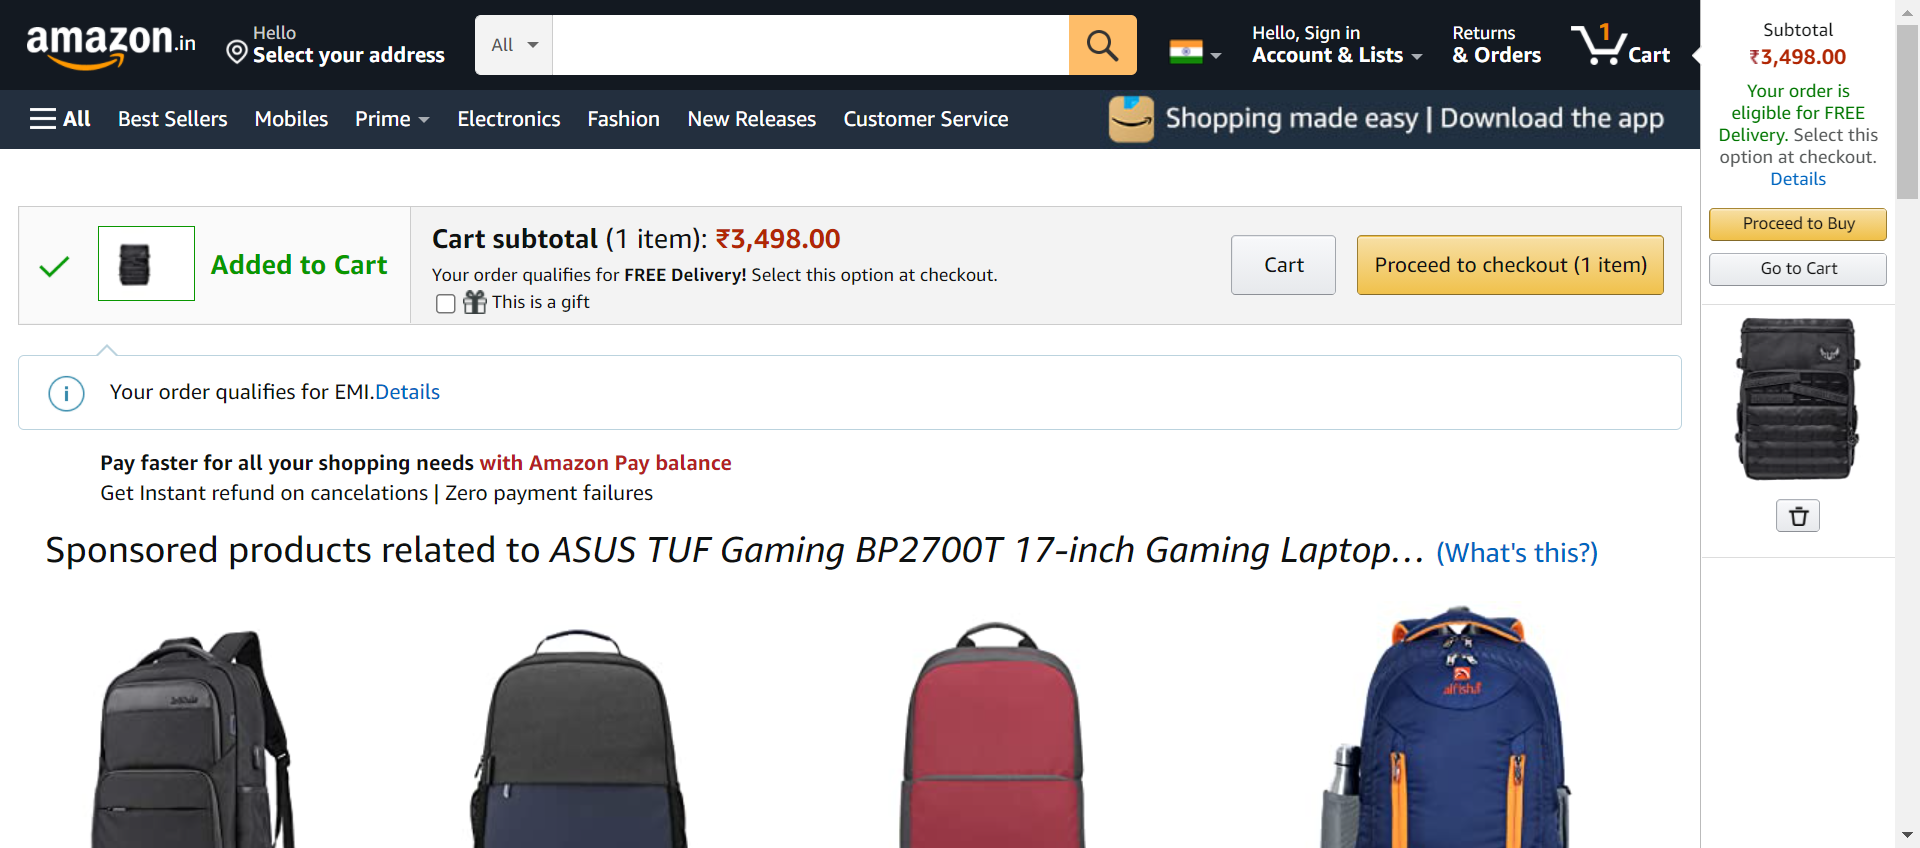 amazon.in
Hello
Select your address
All
Hello, Sign in
Account & Lists
Returns
& Orders
1
Cart
All
Best Sellers
Mobiles
Prime
Electronics
Fashion
New Releases
Customer Service
Shopping made easy | Download the app
Added to Cart
Cart subtotal (1 item): ₹3,498.00
Your order qualifies for FREE Delivery! Select this option at checkout.
This is a gift
Cart
Proceed to checkout (1 item)
Your order qualifies for EMI.Details
Pay faster for all your shopping needs with Amazon Pay balance
Get Instant refund on cancelations | Zero payment failures
Sponsored products related to ASUS TUF Gaming BP2700T 17-inch Gaming Laptop... (What's this?)
alfisha
Subtotal
₹3,498.00
Your order is
eligible for FREE
Delivery. Select this
option at checkout.
Details
Proceed to Buy
Go to Cart